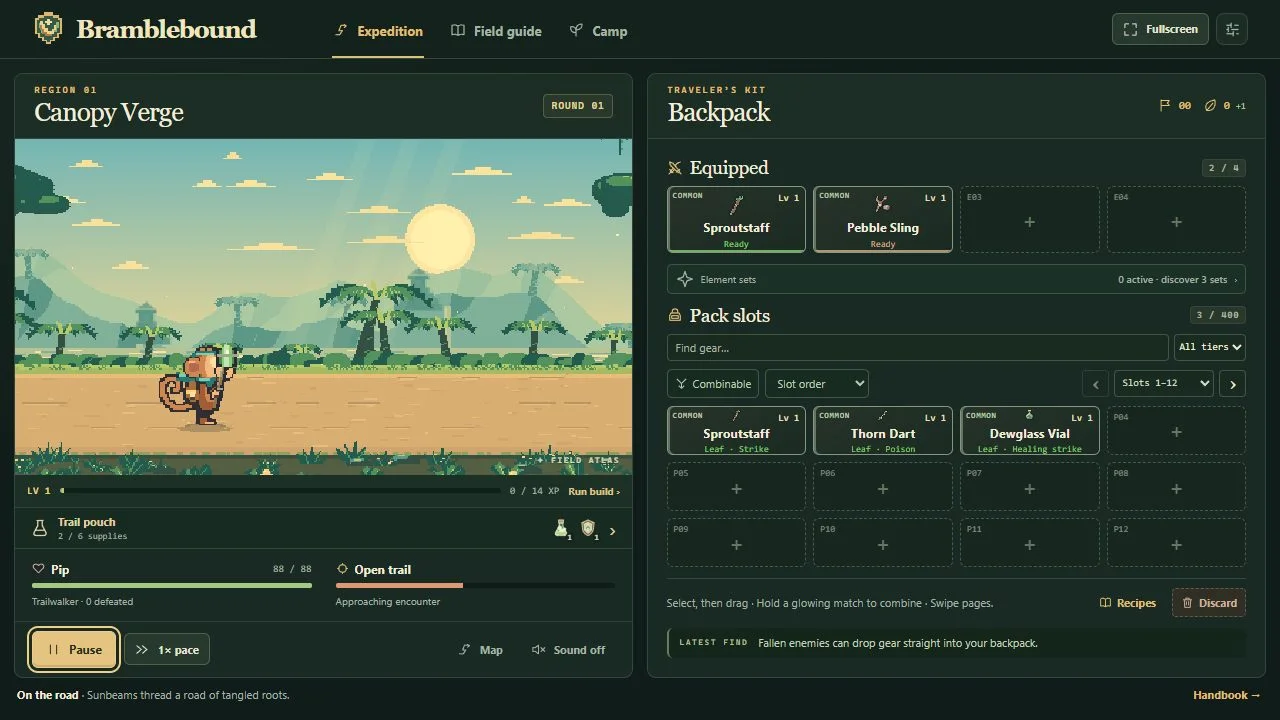 Bramblebound
Expedition
Field guide
Camp
Fullscreen
REGION 01
Canopy Verge
ROUND 01
FIELD ATLAS
LV 1
0 / 14 XP
Run build ›
Trail pouch
2 / 6 supplies
1
1
Pip
88 / 88
Trailwalker · 0 defeated
Open trail
Approaching encounter
Pause
1× pace
Map
Sound off
TRAVELER'S KIT
Backpack
00
0 +1
Equipped
2 / 4
COMMON
Lv 1
Sproutstaff
Ready
COMMON
Lv 1
Pebble Sling
Ready
E03
+
E04
+
Element sets
0 active · discover 3 sets ›
Pack slots
3 / 400
Find gear...
All tiers
Combinable
Slot order
Slots 1–12
COMMON
Lv 1
Sproutstaff
Leaf · Strike
COMMON
Lv 1
Thorn Dart
Leaf · Poison
COMMON
Lv 1
Dewglass Vial
Leaf · Healing strike
P04
+
P05
+
P06
+
P07
+
P08
+
P09
+
P10
+
P11
+
P12
+
Select, then drag · Hold a glowing match to combine · Swipe pages.
Recipes
Discard
LATEST FIND
Fallen enemies can drop gear straight into your backpack.
On the road · Sunbeams thread a road of tangled roots.
Handbook →